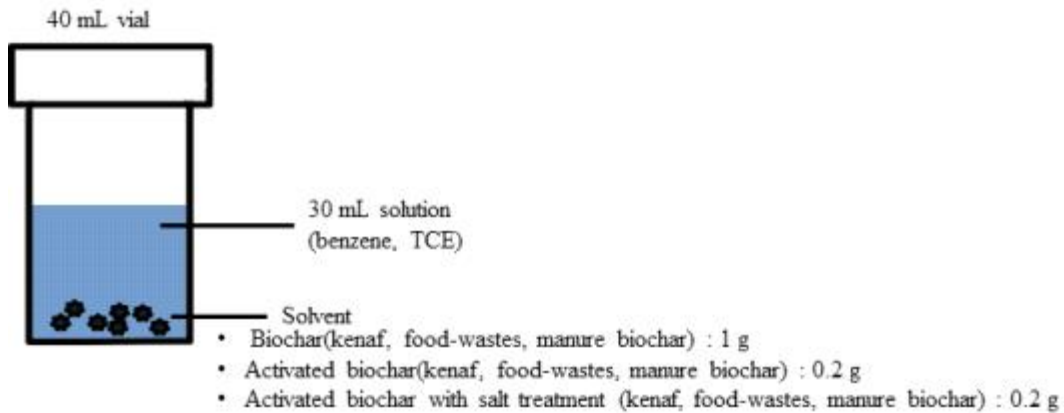 40 mL vial
30 mL solution
(benzene, TCE)
Solvent
• Biochar(kenaf, food-wastes, manure biochar) : 1 g
• Activated biochar(kenaf, food-wastes, manure biochar) : 0.2 g
• Activated biochar with salt treatment (kenaf, food-wastes, manure biochar) : 0.2 g